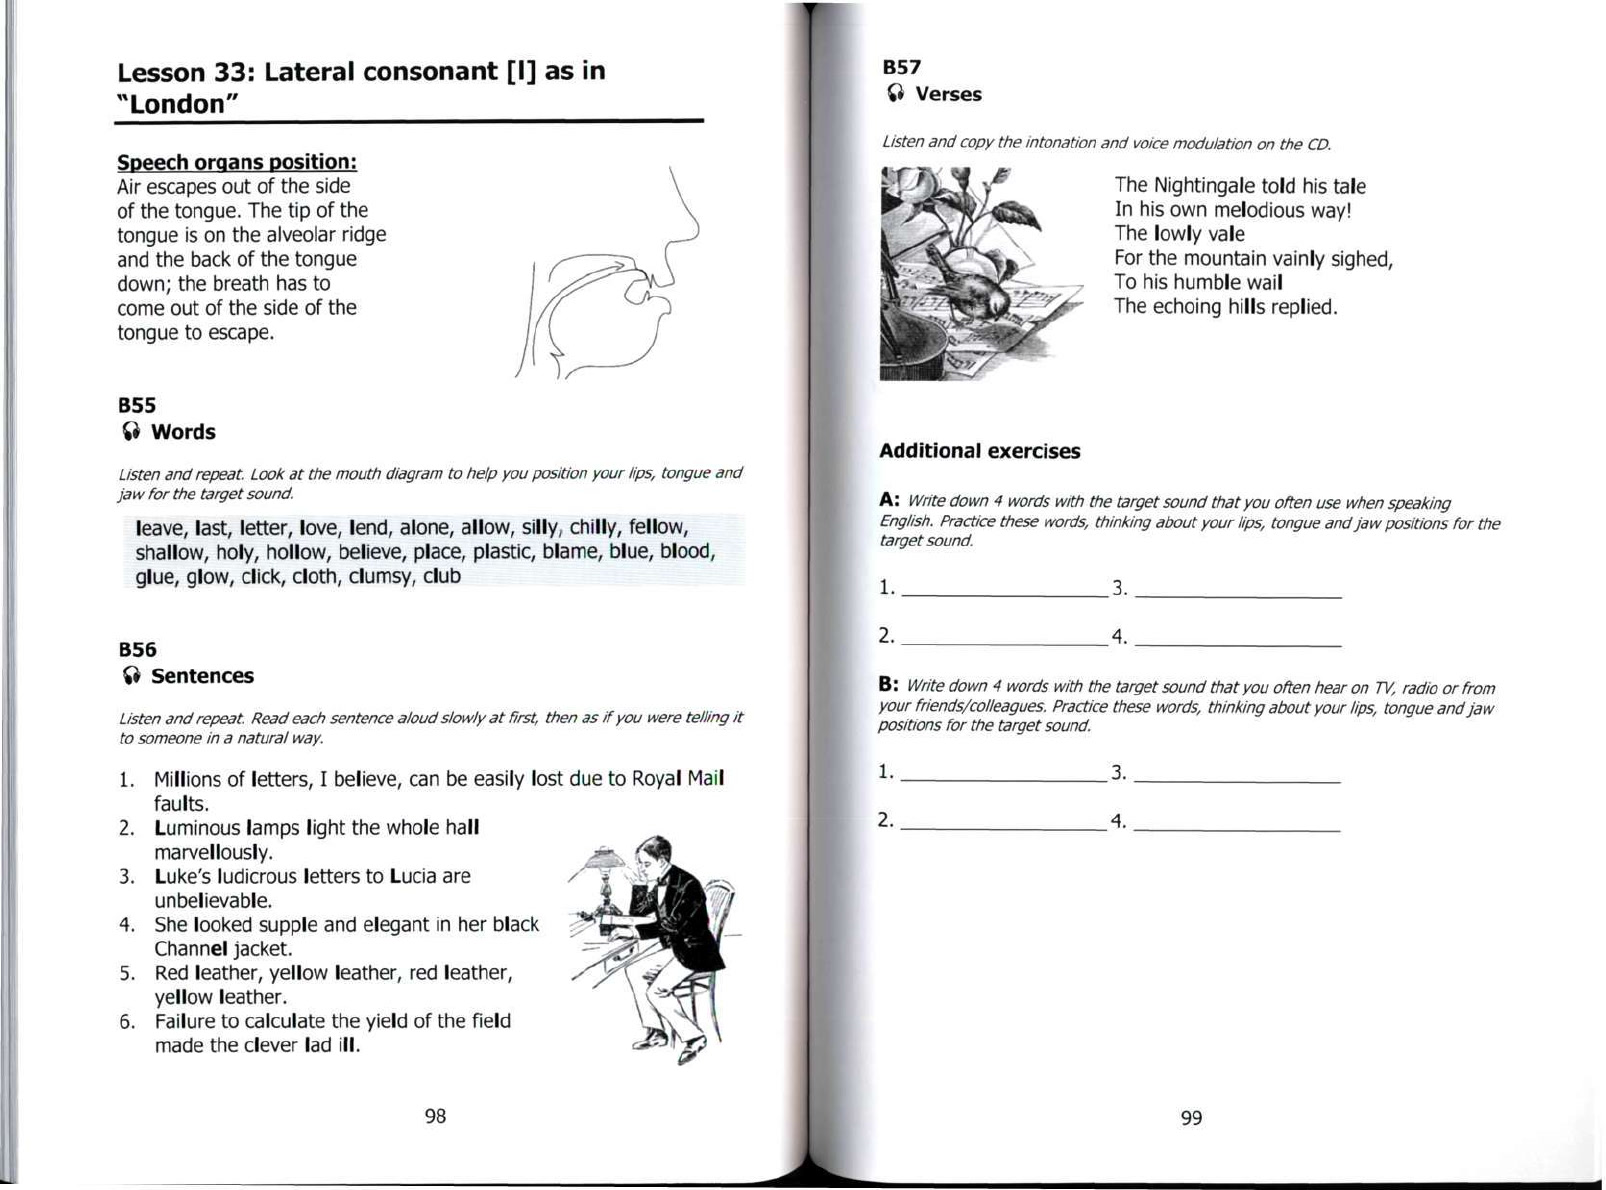 Lesson 33: Lateral consonant [l] as in
"London"
Speech organs position:
Air escapes out of the side
of the tongue. The tip of the
tongue is on the alveolar ridge
and the back of the tongue
down; the breath has to
come out of the side of the
tongue to escape.
B55
Words
Listen and repeat. Look at the mouth diagram to help you position your lips, tongue and
jaw for the target sound.
leave, last, letter, love, lend, alone, allow, silly, chilly, fellow,
shallow, holy, hollow, believe, place, plastic, blame, blue, blood,
glue, glow, click, cloth, clumsy, club
B56
Sentences
Listen and repeat. Read each sentence aloud slowly at first, then as if you were telling it
to someone in a natural way.
1. Millions of letters, I believe, can be easily lost due to Royal Mail
faults.
2. Luminous lamps light the whole hall
marvellously.
3. Luke's ludicrous letters to Lucia are
unbelievable.
4. She looked supple and elegant in her black
Channel jacket.
5. Red leather, yellow leather, red leather,
yellow leather.
6. Failure to calculate the yield of the field
made the clever lad ill.
98
B57
Verses
Listen and copy the intonation and voice modulation on the CD.
The Nightingale told his tale
In his own melodious way!
The lowly vale
For the mountain vainly sighed,
To his humble wail
The echoing hills replied.
Additional exercises
A: Write down 4 words with the target sound that you often use when speaking
English. Practice these words, thinking about your lips, tongue and jaw positions for the
target sound.
1. ____________________ 3. ____________________
2. ____________________ 4. ____________________
B: Write down 4 words with the target sound that you often hear on TV, radio or from
your friends/colleagues. Practice these words, thinking about your lips, tongue and jaw
positions for the target sound.
1. ____________________ 3. ____________________
2. ____________________ 4. ____________________
99